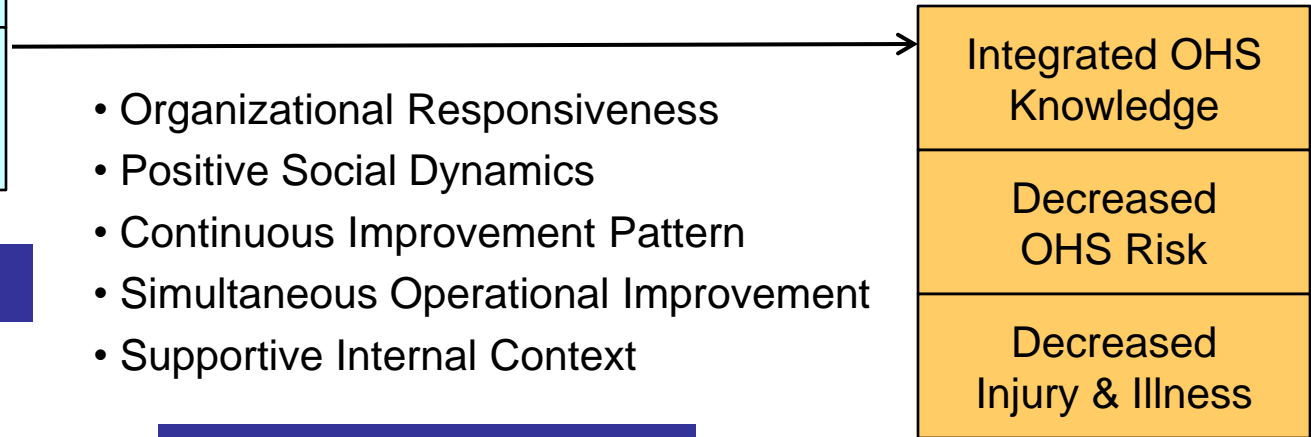 • Organizational Responsiveness
• Positive Social Dynamics
• Continuous Improvement Pattern
• Simultaneous Operational Improvement
• Supportive Internal Context
Integrated OHS
Knowledge
Decreased
OHS Risk
Decreased
Injury & Illness